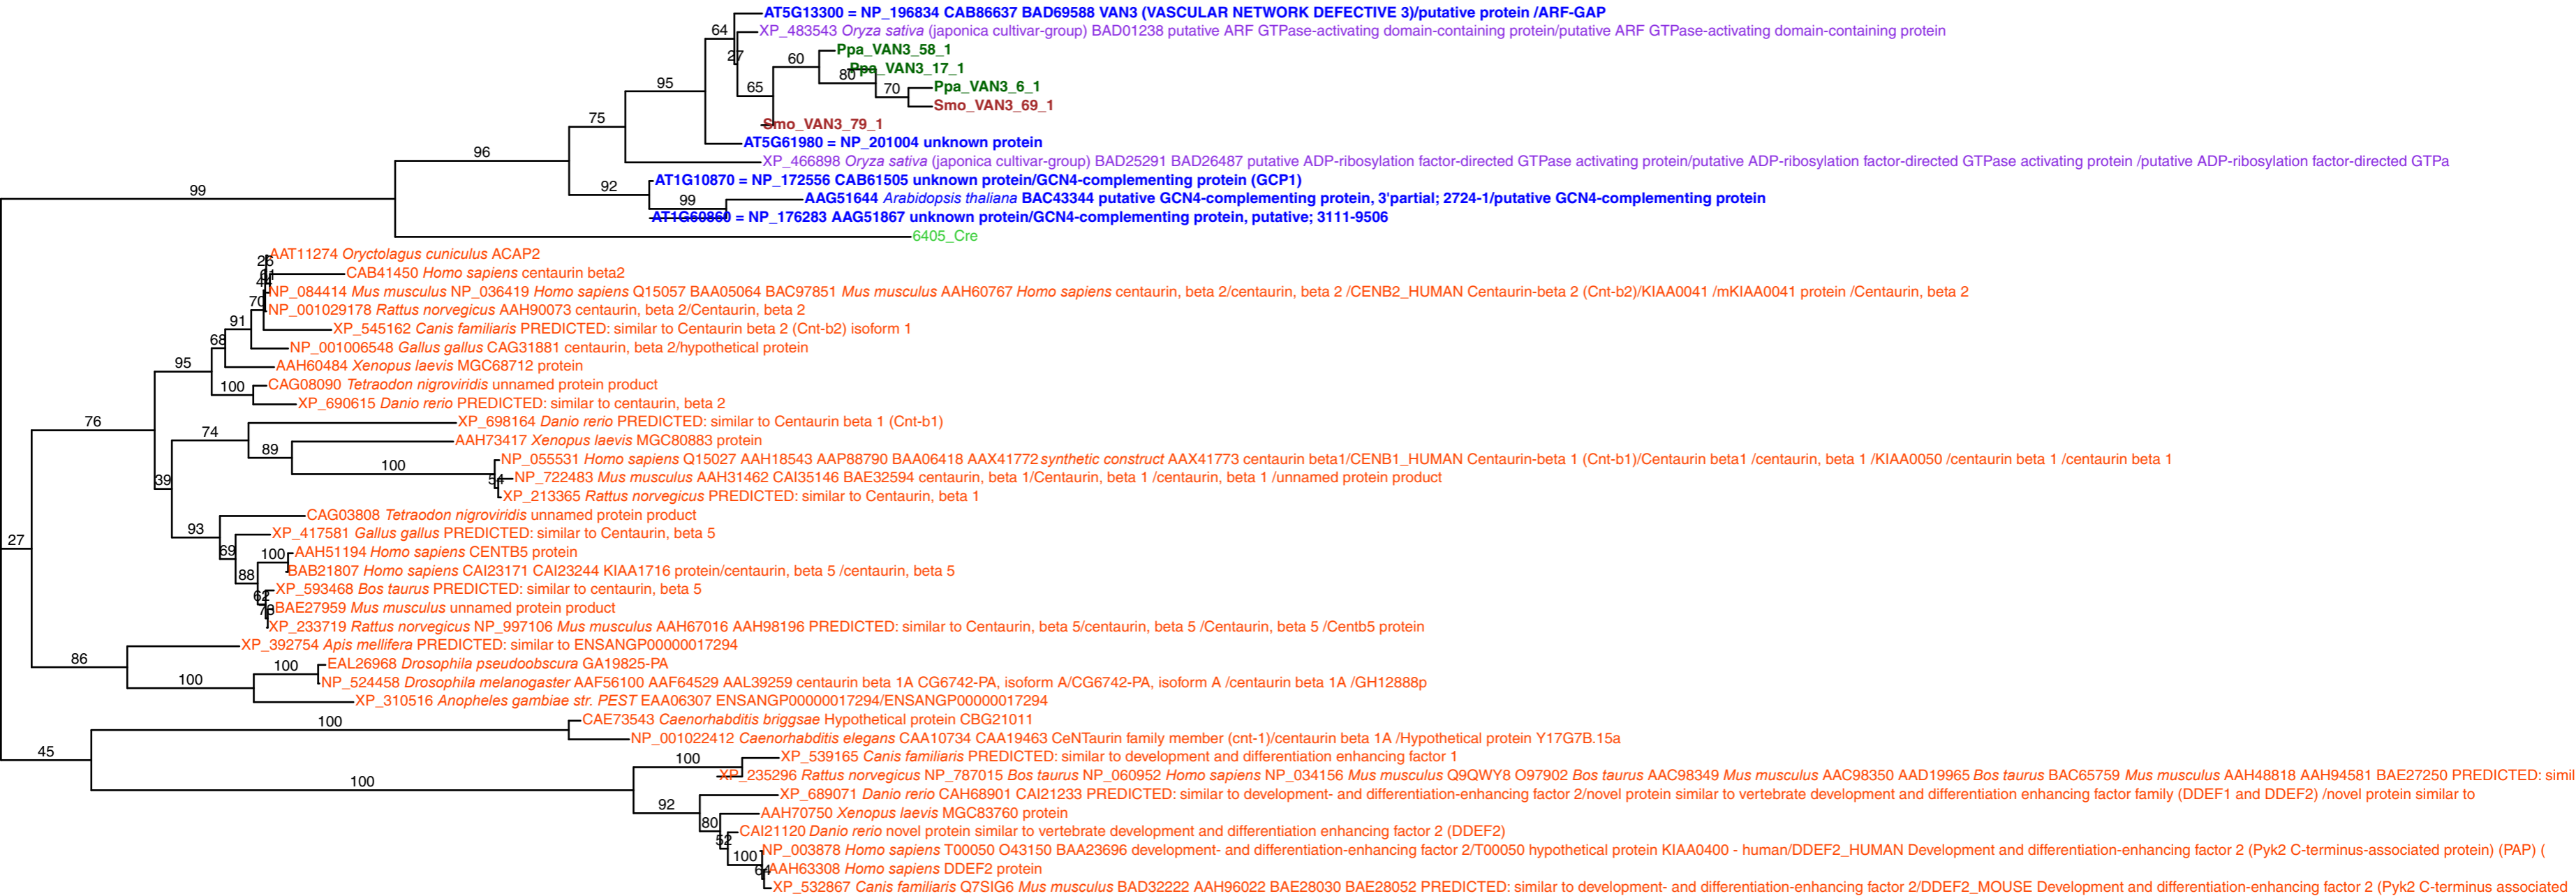 AT5G13300 = NP_196834 CAB86637 BAD69588 VAN3 (VASCULAR NETWORK DEFECTIVE 3)/putative protein /ARF-GAP
64
XP_483543 Oryza sativa (japonica cultivar-group) BAD01238 putative ARF GTPase-activating domain-containing protein/putative ARF GTPase-activating domain-containing protein
27
Ppa_VAN3_58_1
60
Ppa_VAN3_17_1
80
95
65
70
Ppa_VAN3_6_1
Smo_VAN3_69_1
75
Smo_VAN3_79_1
AT5G61980 = NP_201004 unknown protein
96
XP_466898 Oryza sativa (japonica cultivar-group) BAD25291 BAD26487 putative ADP-ribosylation factor-directed GTPase activating protein/putative ADP-ribosylation factor-directed GTPase activating protein /putative ADP-ribosylation factor-directed GTPa
AT1G10870 = NP_172556 CAB61505 unknown protein/GCN4-complementing protein (GCP1)
99
92
99
AAG51644 Arabidopsis thaliana BAC43344 putative GCN4-complementing protein, 3'partial; 2724-1/putative GCN4-complementing protein
AT1G60860 = NP_176283 AAG51867 unknown protein/GCN4-complementing protein, putative; 3111-9506
6405_Cre
AAT11274 Oryctolagus cuniculus ACAP2
26
CAB41450 Homo sapiens centaurin beta2
44
NP_084414 Mus musculus NP_036419 Homo sapiens Q15057 BAA05064 BAC97851 Mus musculus AAH60767 Homo sapiens centaurin, beta 2/centaurin, beta 2 /CENB2_HUMAN Centaurin-beta 2 (Cnt-b2)/KIAA0041 /mKIAA0041 protein /Centaurin, beta 2
70
NP_001029178 Rattus norvegicus AAH90073 centaurin, beta 2/Centaurin, beta 2
91
XP_545162 Canis familiaris PREDICTED: similar to Centaurin beta 2 (Cnt-b2) isoform 1
68
NP_001006548 Gallus gallus CAG31881 centaurin, beta 2/hypothetical protein
95
AAH60484 Xenopus laevis MGC68712 protein
100
CAG08090 Tetraodon nigroviridis unnamed protein product
XP_690615 Danio rerio PREDICTED: similar to centaurin, beta 2
76
XP_698164 Danio rerio PREDICTED: similar to Centaurin beta 1 (Cnt-b1)
74
AAH73417 Xenopus laevis MGC80883 protein
89
100
NP_055531 Homo sapiens Q15027 AAH18543 AAP88790 BAA06418 AAX41772 synthetic construct AAX41773 centaurin beta1/CENB1_HUMAN Centaurin-beta 1 (Cnt-b1)/Centaurin beta1 /centaurin, beta 1 /KIAA0050 /centaurin beta 1 /centaurin beta 1
39
54
NP_722483 Mus musculus AAH31462 CAI35146 BAE32594 centaurin, beta 1/Centaurin, beta 1 /centaurin, beta 1 /unnamed protein product
XP_213365 Rattus norvegicus PREDICTED: similar to Centaurin, beta 1
CAG03808 Tetraodon nigroviridis unnamed protein product
93
XP_417581 Gallus gallus PREDICTED: similar to Centaurin, beta 5
27
69
100
AAH51194 Homo sapiens CENTB5 protein
88
BAB21807 Homo sapiens CAI23171 CAI23244 KIAA1716 protein/centaurin, beta 5 /centaurin, beta 5
62
XP_593468 Bos taurus PREDICTED: similar to centaurin, beta 5
73
BAE27959 Mus musculus unnamed protein product
XP_233719 Rattus norvegicus NP_997106 Mus musculus AAH67016 AAH98196 PREDICTED: similar to Centaurin, beta 5/centaurin, beta 5 /Centaurin, beta 5 /Centb5 protein
XP_392754 Apis mellifera PREDICTED: similar to ENSANGP00000017294
86
100
EAL26968 Drosophila pseudoobscura GA19825-PA
100
NP_524458 Drosophila melanogaster AAF56100 AAF64529 AAL39259 centaurin beta 1A CG6742-PA, isoform A/CG6742-PA, isoform A /centaurin beta 1A /GH12888p
XP_310516 Anopheles gambiae str. PEST EAA06307 ENSANGP00000017294/ENSANGP00000017294
100
CAE73543 Caenorhabditis briggsae Hypothetical protein CBG21011
NP_001022412 Caenorhabditis elegans CAA10734 CAA19463 CeNTaurin family member (cnt-1)/centaurin beta 1A /Hypothetical protein Y17G7B.15a
45
100
XP_539165 Canis familiaris PREDICTED: similar to development and differentiation enhancing factor 1
100
XP_235296 Rattus norvegicus NP_787015 Bos taurus NP_060952 Homo sapiens NP_034156 Mus musculus Q9QWY8 O97902 Bos taurus AAC98349 Mus musculus AAC98350 AAD19965 Bos taurus BAC65759 Mus musculus AAH48818 AAH94581 BAE27250 PREDICTED: simil
XP_689071 Danio rerio CAH68901 CAI21233 PREDICTED: similar to development- and differentiation-enhancing factor 2/novel protein similar to vertebrate development and differentiation enhancing factor family (DDEF1 and DDEF2) /novel protein similar to
92
AAH70750 Xenopus laevis MGC83760 protein
80
CAI21120 Danio rerio novel protein similar to vertebrate development and differentiation enhancing factor 2 (DDEF2)
52
100
NP_003878 Homo sapiens T00050 O43150 BAA23696 development- and differentiation-enhancing factor 2/T00050 hypothetical protein KIAA0400 - human/DDEF2_HUMAN Development and differentiation-enhancing factor 2 (Pyk2 C-terminus-associated protein) (PAP) (
64
AAH63308 Homo sapiens DDEF2 protein
XP_532867 Canis familiaris Q7SIG6 Mus musculus BAD32222 AAH96022 BAE28030 BAE28052 PREDICTED: similar to development- and differentiation-enhancing factor 2/DDEF2_MOUSE Development and differentiation-enhancing factor 2 (Pyk2 C-terminus associated